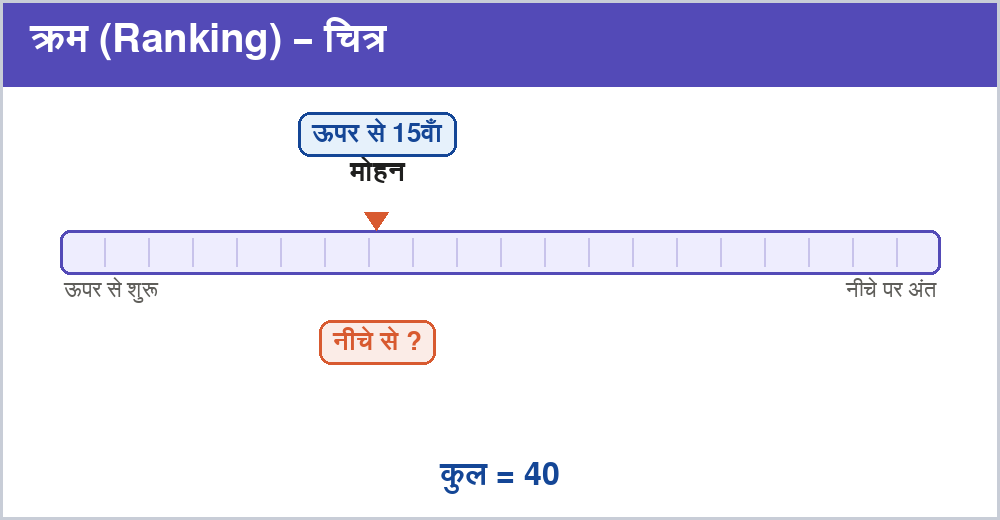 क्रम (Ranking) – चित्र
ऊपर से 15वाँ
मोहन
ऊपर से शुरू
नीचे पर अंत
नीचे से ?
कुल = 40